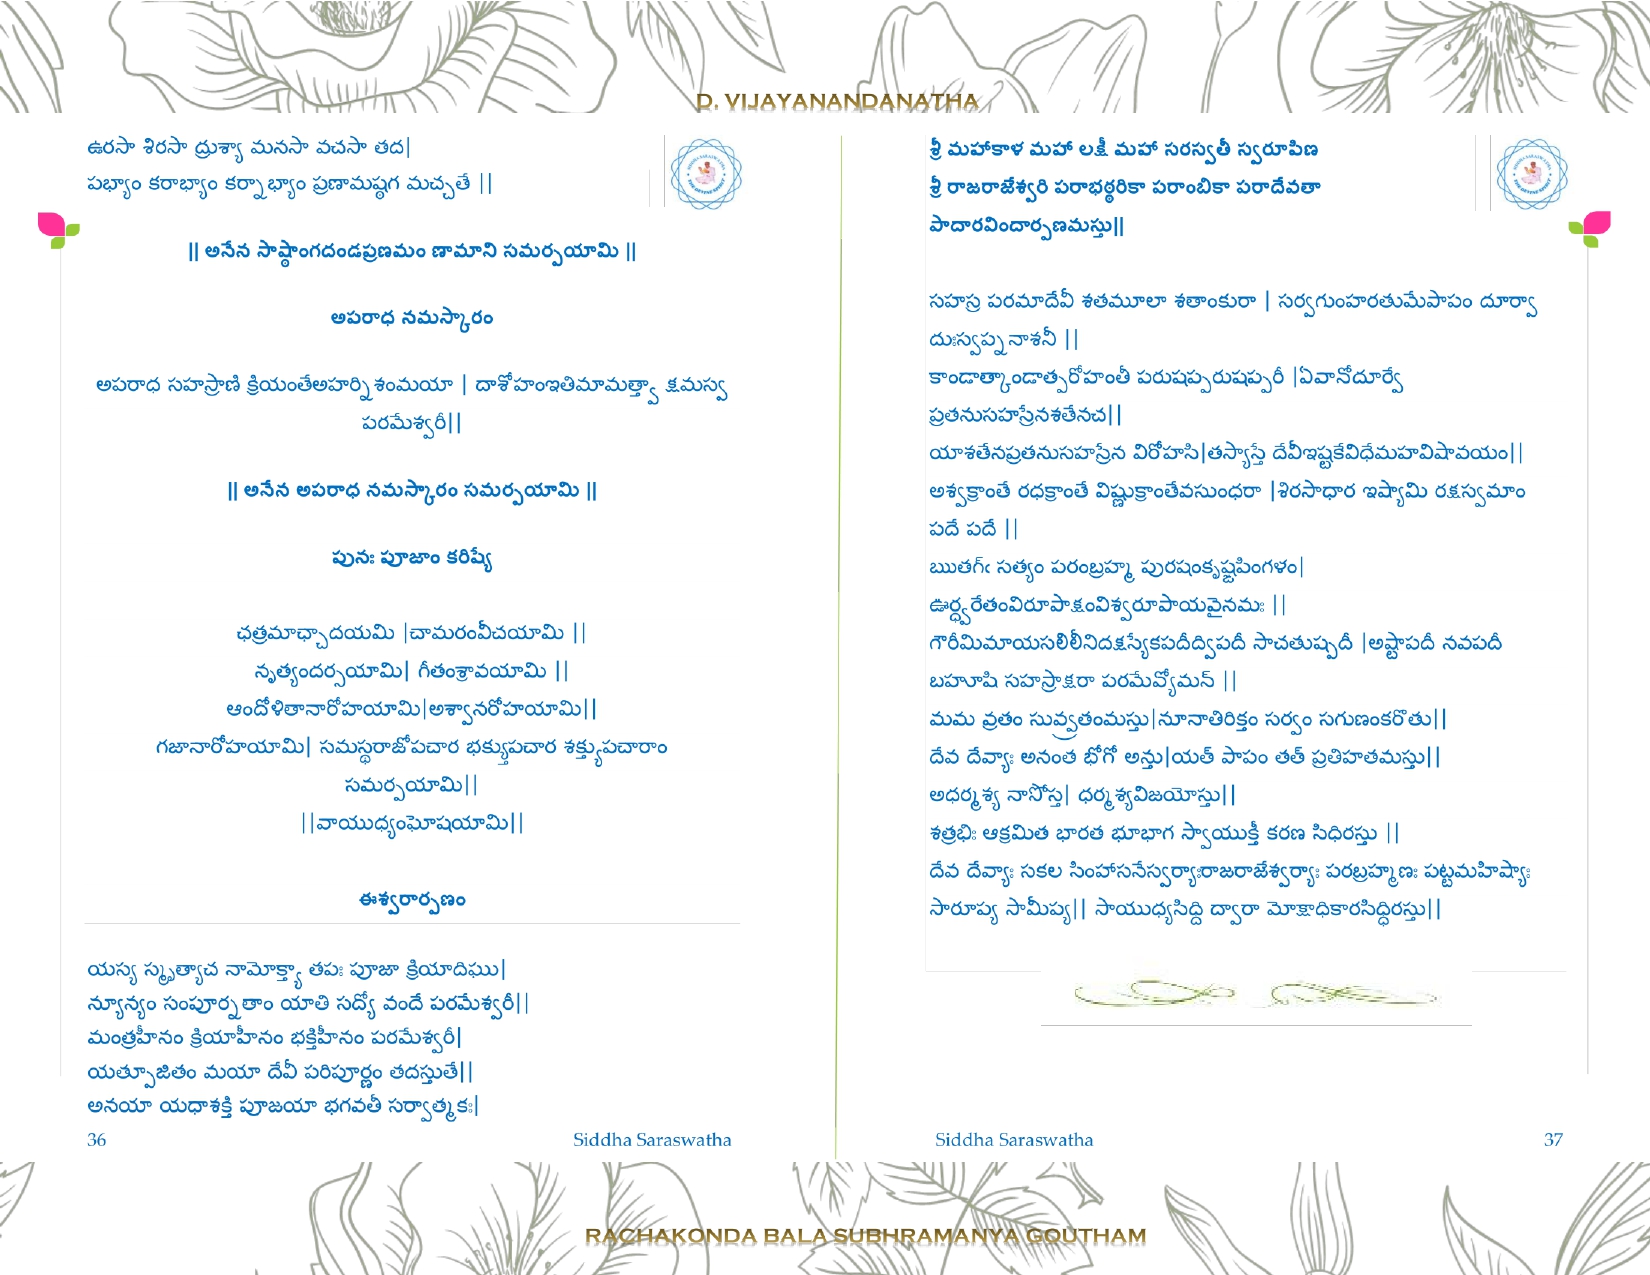 D. VIJAYANANDANATHA
ఉరసా శిరసా ద్రుశ్యా మనసా వచసా తద|
పభ్యాం కరాభ్యాం కర్నాభ్యాం ప్రణామష్ఠగ మచ్చతే ||
|| అనేన సాష్ఠాంగదండప్రణమం ణామాని సమర్పయామి ||
అపరాధ నమస్కారం
అపరాధ సహస్రాణి క్రియంతేఅహర్నిశంమయా | దాశోహంఇతిమామత్త్వా క్షమస్వ
పరమేశ్వరీ||
|| అనేన అపరాధ నమస్కారం సమర్పయామి ||
పునః పూజాం కరిష్యే
ఛత్రమాచ్ఛాదయమి |చామరంవీచయామి ||
నృత్యందర్సయామి| గీతంశ్రావయామి ||
ఆందోళితానారోహయామి|అశ్వానరోహయామి||
గజానారోహయామి| సమస్థరాజోపచార భక్త్యుపచార శక్త్యుపచారాం
సమర్పయామి||
||వాయుధ్యంఘోషయామి||
ఈశ్వరార్పణం
యస్య స్మృత్యాచ నామోక్త్యా తపః పూజా క్రియాదిఘు|
న్యూన్యం సంపూర్నతాం యాతి సద్యో వందే పరమేశ్వరీ||
మంత్రహీనం క్రియాహీనం భక్తిహీనం పరమేశ్వరీ|
యత్పూజితం మయా దేవీ పరిపూర్ణం తదస్తుతే||
అనయా యధాశక్తి పూజయా భగవతీ సర్వాత్మకః|
36 Siddha Saraswatha
శ్రీ మహాకాళ మహా లక్షీ మహా సరస్వతీ స్వరూపిణ
శ్రీ రాజరాజేశ్వరి పరాభఠ్ఠరికా పరాంబికా పరాదేవతా
పాదారవిందార్పణమస్తు||
సహస్ర పరమాదేవీ శతమూలా శతాంకురా | సర్వగుంహరతుమేపాపం దూర్వా
దుఃస్వప్ననాశనీ ||
కాండాత్కాండాత్పరోహంతీ పరుషప్పరుషప్పరీ |ఏవానోదూర్వే
ప్రతనుసహస్రేనశతేనచ||
యాశతేనప్రతనుసహస్రేన విరోహసి|తస్యాస్తే దేవీఇష్టకేవిధేమహవిషావయం||
అశ్వక్రాంతే రధక్రాంతే విష్ణుక్రాంతేవసుంధరా |శిరసాధార ఇష్యామి రక్షస్వమాం
పదే పదే ||
ఋతగ్ఁ సత్యం పరంబ్రహ్మ పురషంకృష్ణపింగళం|
ఊర్ధ్వరేతంవిరూపాక్షంవిశ్వరూపాయవైనమః ||
గౌరీమిమాయసలిలీనిదక్షస్యేకపదీద్విపదీ సాచతుష్పదీ |అష్టాపదీ నవపదీ
బహూషి సహస్రాక్షరా పరమేవ్యోమన్ ||
మమ వ్రతం సువ్రతంమస్తు|నూనాతిరిక్తం సర్వం సగుణంకరొతు||
దేవ దేవ్యాః అనంత భోగో అస్తు|యత్ పాపం తత్ ప్రతిహతమస్తు||
అధర్మశ్య నాసోస్త| ధర్మశ్యవిజయోస్తు||
శత్రభిః ఆక్రమిత భారత భూభాగ స్వాయుక్తీ కరణ సిధిరస్తు ||
దేవ దేవ్యాః సకల సింహాసనేస్వర్యాఃరాజరాజేశ్వర్యాః పరబ్రహ్మణః పట్టమహిష్యాః
సారూప్య సామీప్య|| సాయుధ్యసిద్ది ద్వారా మోక్షాధికారసిద్ధిరస్తు||
Siddha Saraswatha 37
RACHAKONDA BALA SUBHRAMANYA GOUTHAM